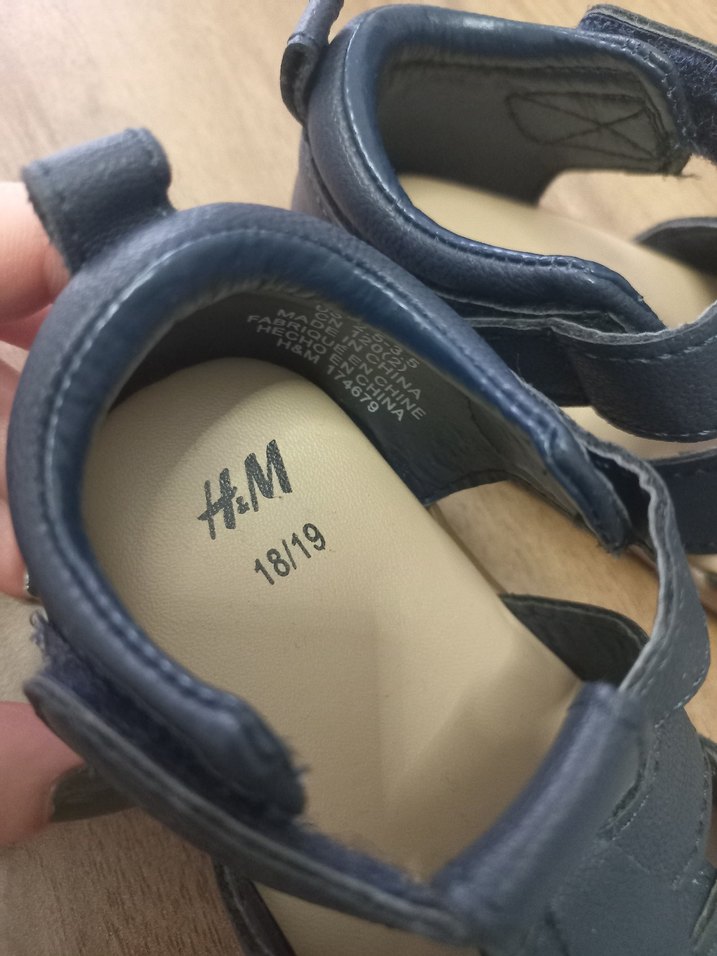 MADE IN CHINA
FABRIQUE EN CHINE
HECHO EN CHINA
H&M 174679
H&M
18/19